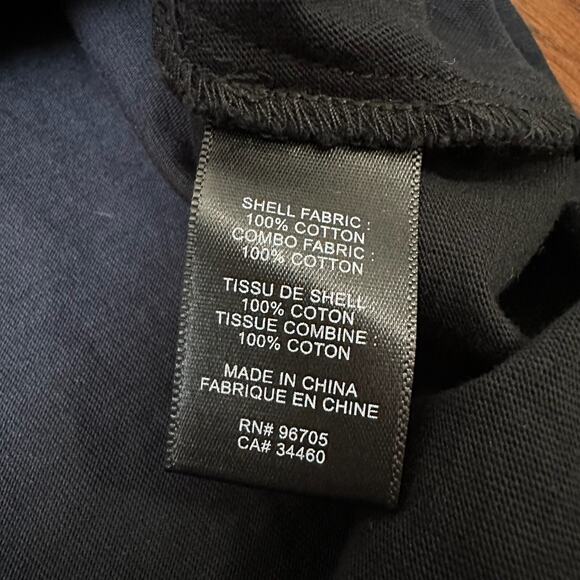 SHELL FABRIC :
100% COTTON
COMBO FABRIC :
100% COTTON
TISSU DE SHELL
100% COTON
TISSUE COMBINE :
100% COTON
MADE IN CHINA
FABRIQUE EN CHINE
RN# 96705
CA# 34460